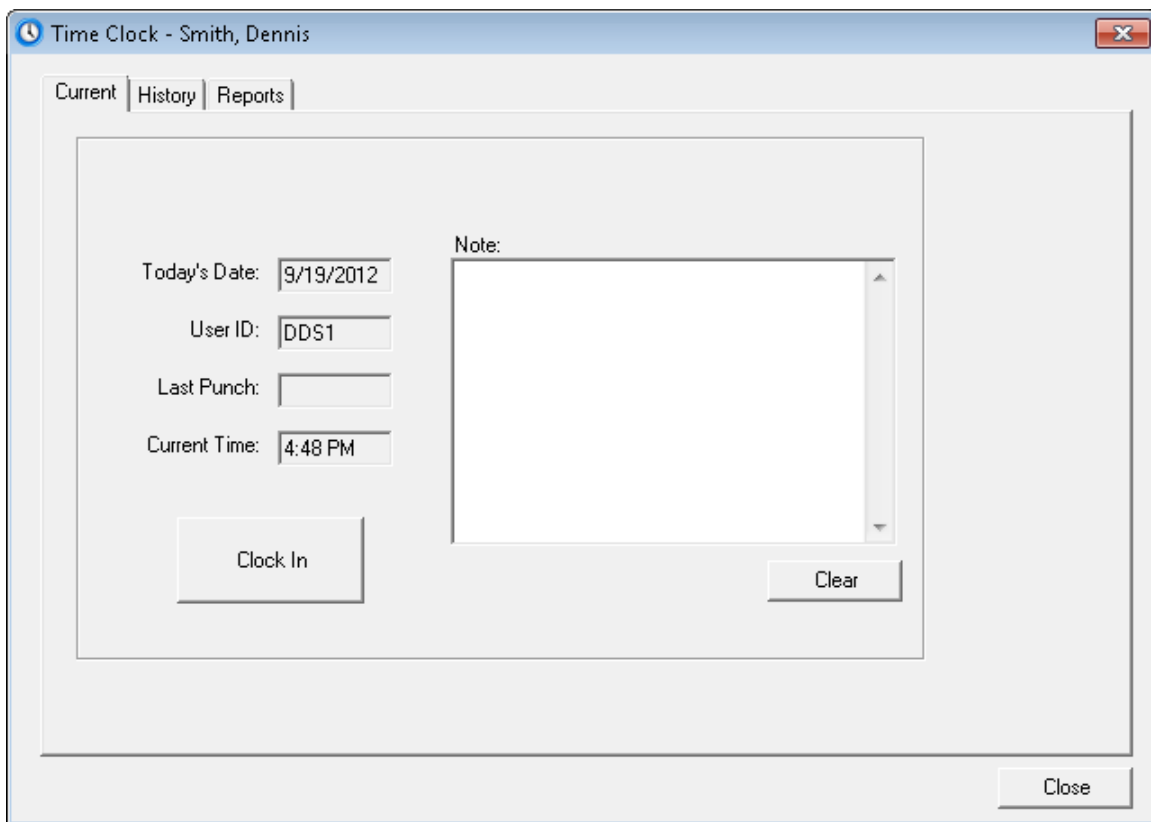 Time Clock - Smith, Dennis
Current History Reports
Note:
Today's Date: 9/19/2012
User ID: DDS1
Last Punch:
Current Time: 4:48 PM
Clock In
Clear
Close